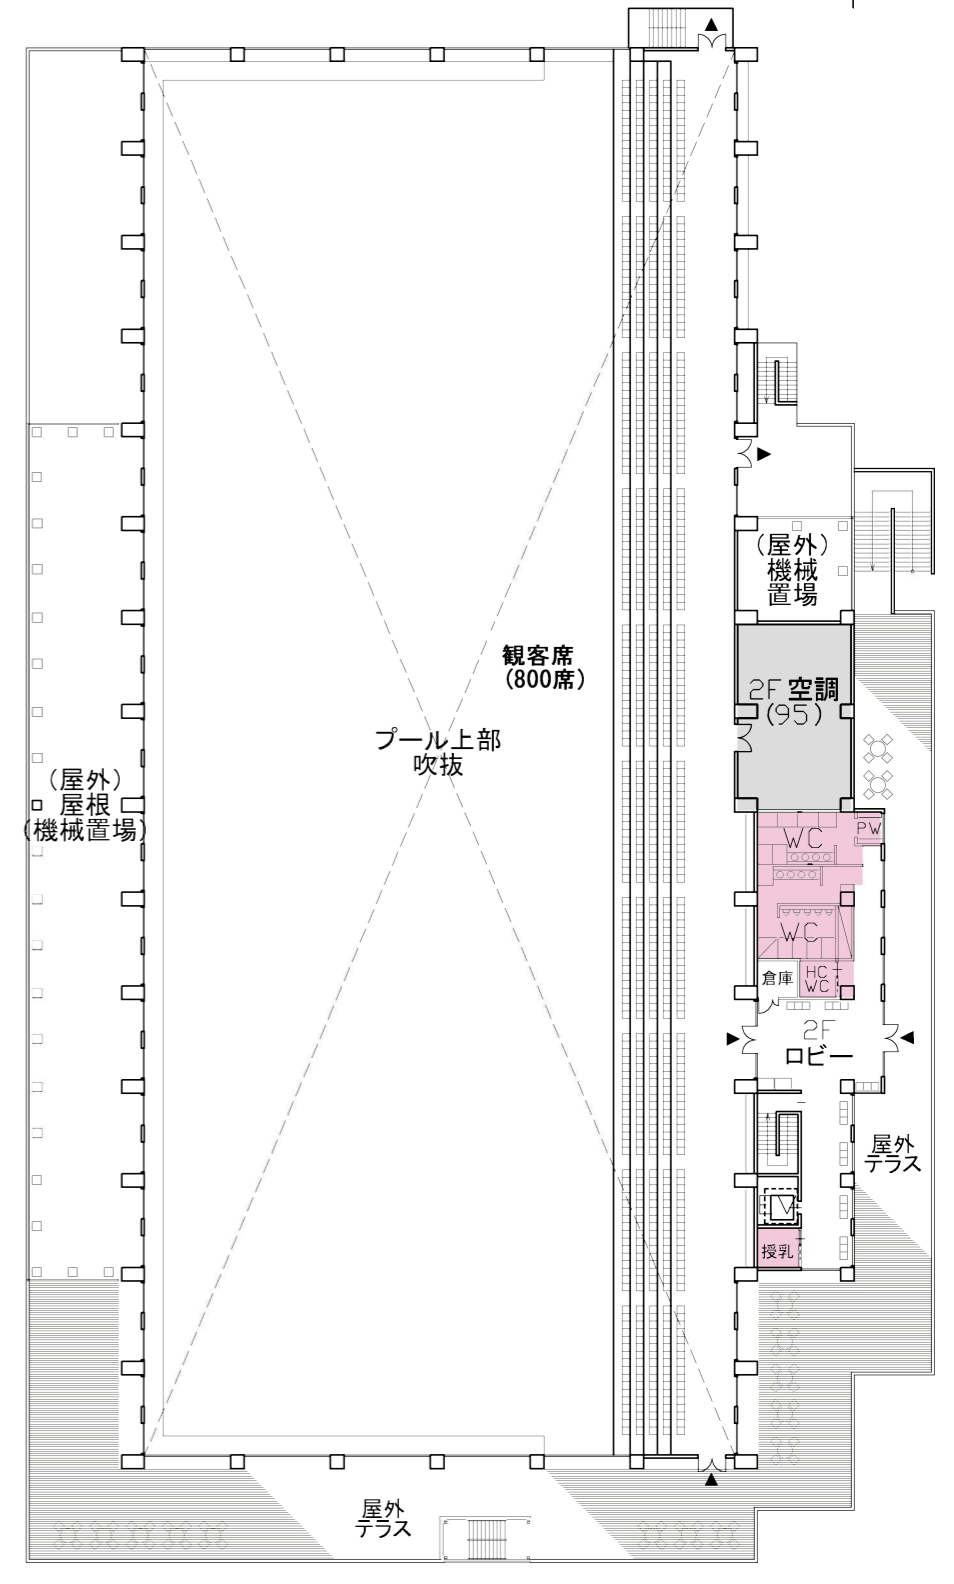 （屋外）
機械
置場
観客席
（800席）
2F 空調
（95）
プール上部
吹抜
（屋外）
屋根
（機械置場）
WC
PW
WC
倉庫
HC
WC
2F
ロビー
屋外
テラス
授乳
屋外
テラス